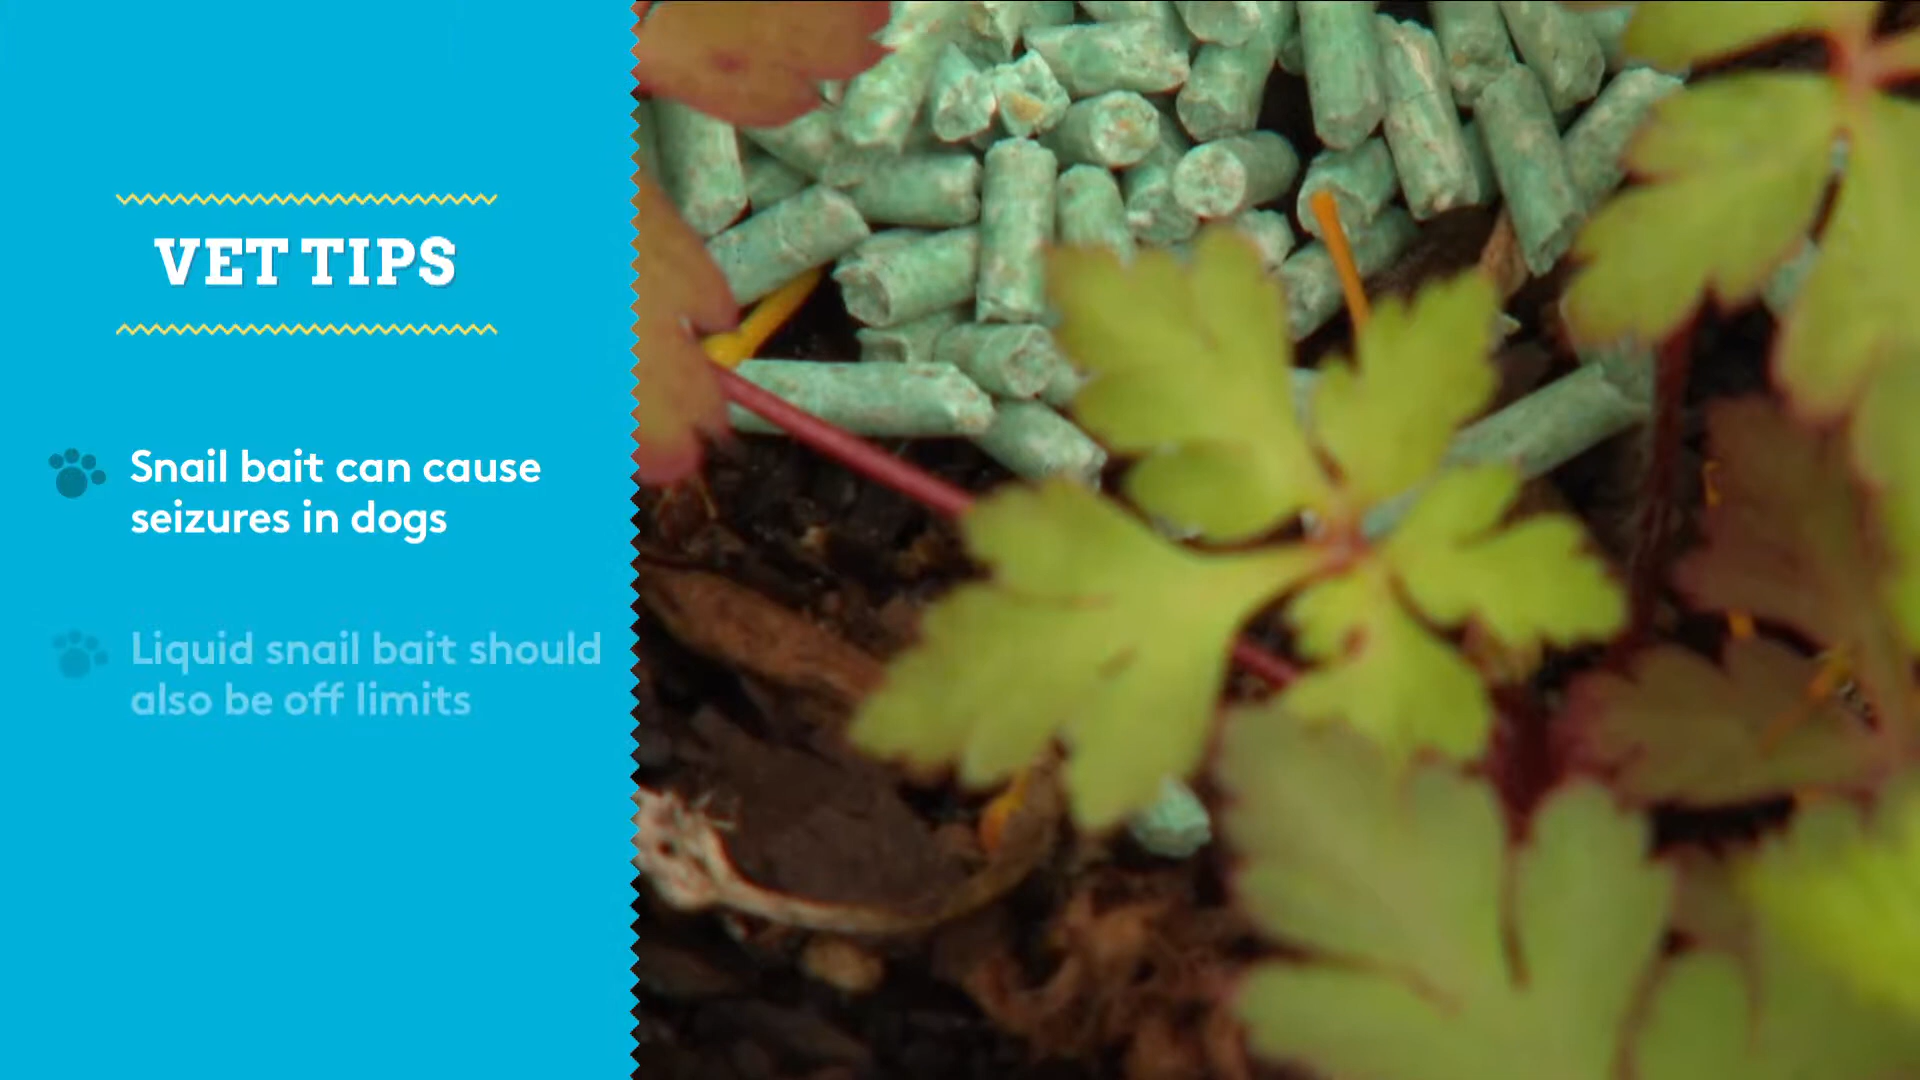 VET TIPS
Snail bait can cause
seizures in dogs
Liquid snail bait should
also be off limits